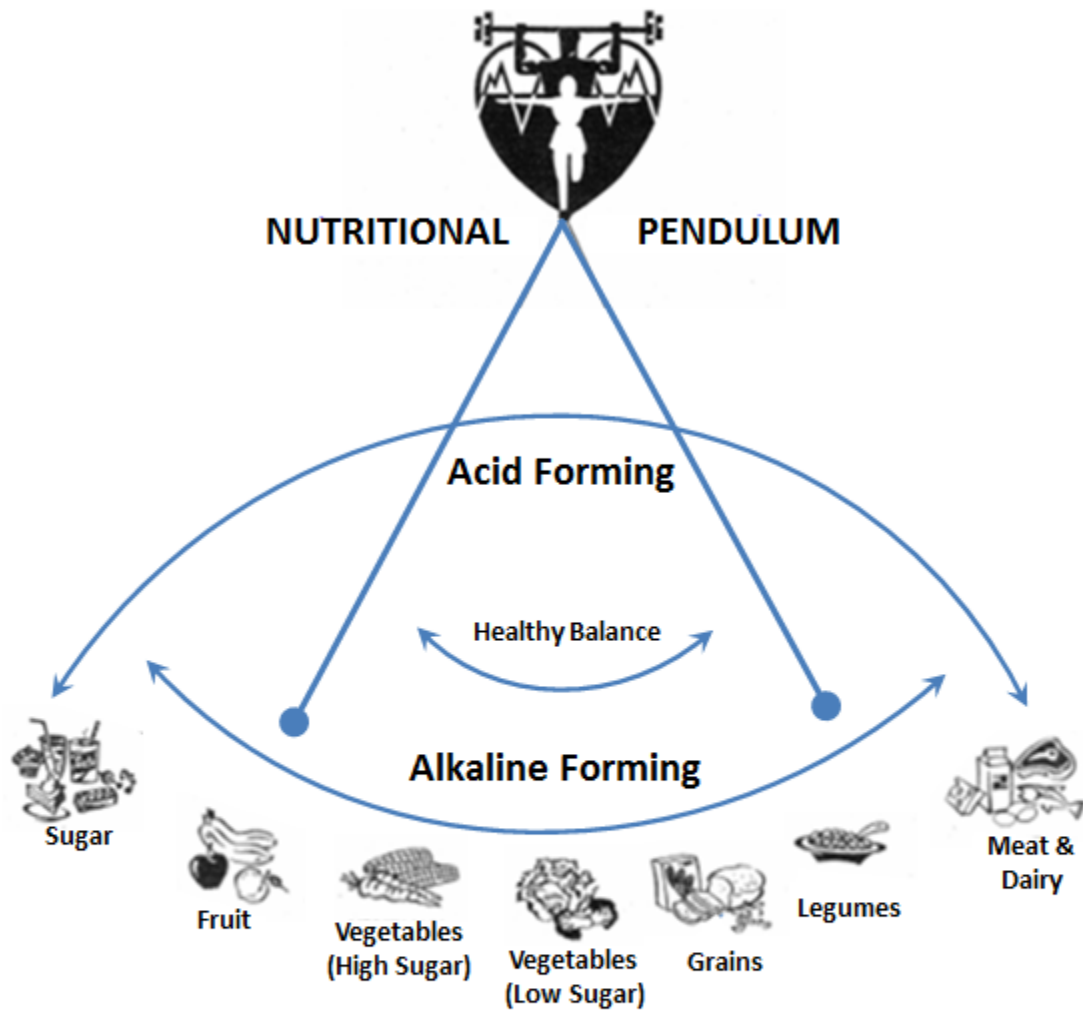 NUTRITIONAL PENDULUM
Acid Forming
Healthy Balance
Alkaline Forming
Sugar
Fruit
Vegetables
(High Sugar)
Vegetables
(Low Sugar)
Grains
Legumes
Meat &
Dairy